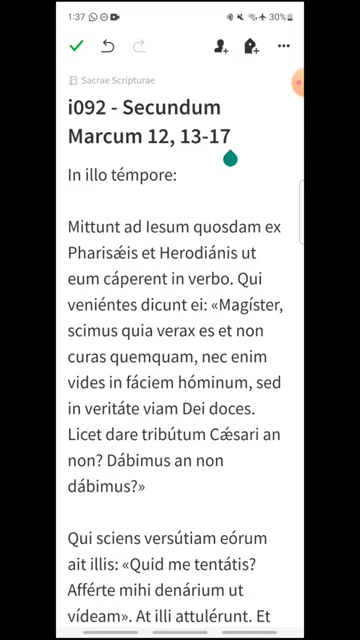 1:37
30%
Sacrae Scripturae
i092 - Secundum
Marcum 12, 13-17
In illo témpore:
Mittunt ad Iesum quosdam ex
Pharisǽis et Herodiánis ut
eum cáperent in verbo. Qui
veniéntes dicunt ei: «Magíster,
scimus quia verax es et non
curas quemquam, nec enim
vides in fáciem hóminum, sed
in veritáte viam Dei doces.
Licet dare tribútum Cǽsari an
non? Dábimus an non
dábimus?»
Qui sciens versútiam eórum
ait illis: «Quid me tentátis?
Afférte mihi denárium ut
vídeam». At illi attulérunt. Et